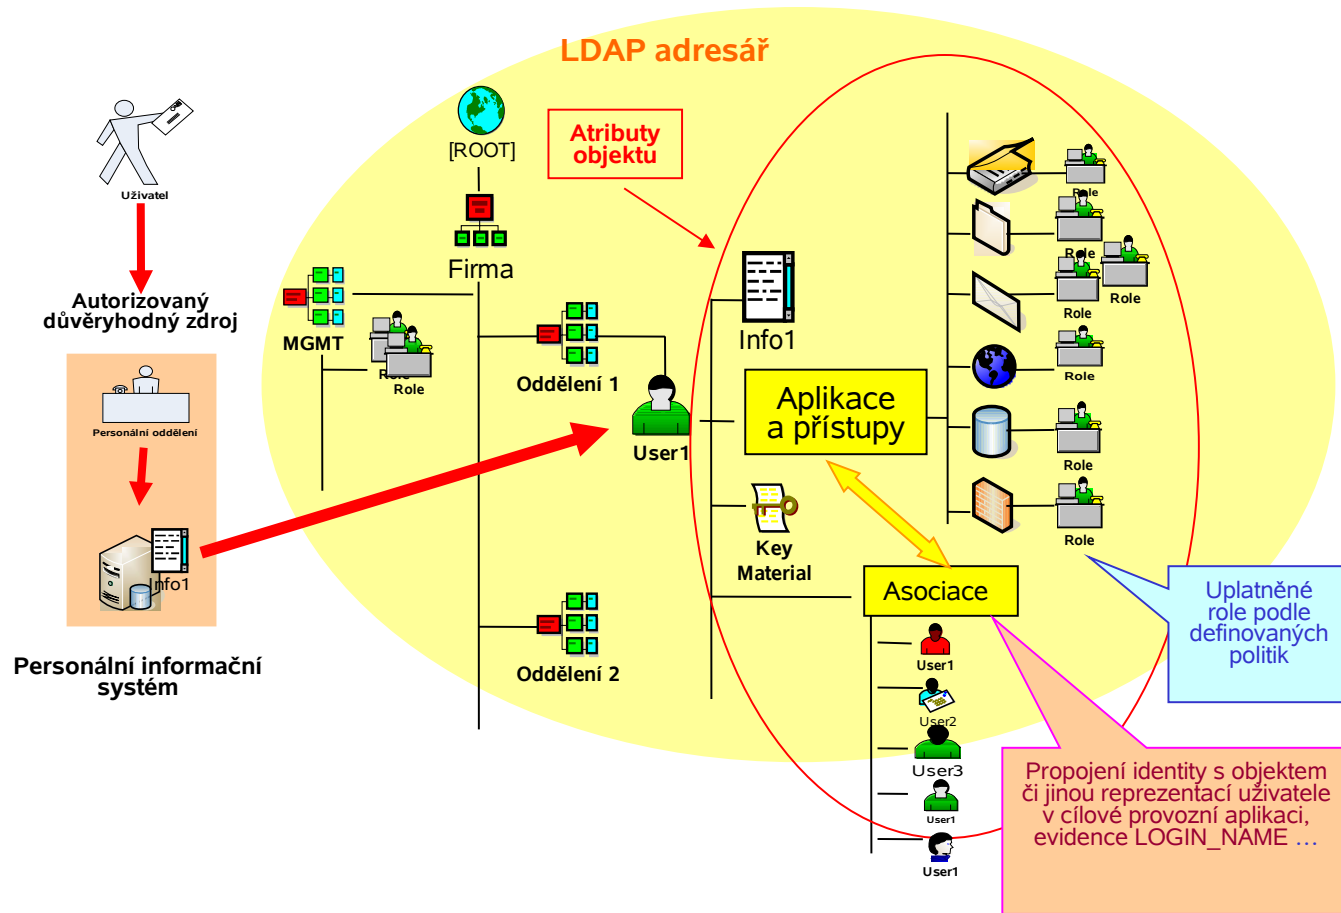 LDAP adresář
[ROOT]
Firma
MGMT
Role
Role
Oddělení 1
Oddělení 2
Uživatel
Autorizovaný
důvěryhodný zdroj
Personální oddělení
Info1
Personální informační
systém
Atributy
objektu
User1
Info1
Aplikace
a přístupy
Key
Material
Asociace
Role
Role
Role
Role
Role
Role
Role
User1
User2
User3
User1
User1
Uplatněné
role podle
definovaných
politik
Propojení identity s objektem
či jinou reprezentací uživatele
v cílové provozní aplikaci,
evidence LOGIN_NAME …